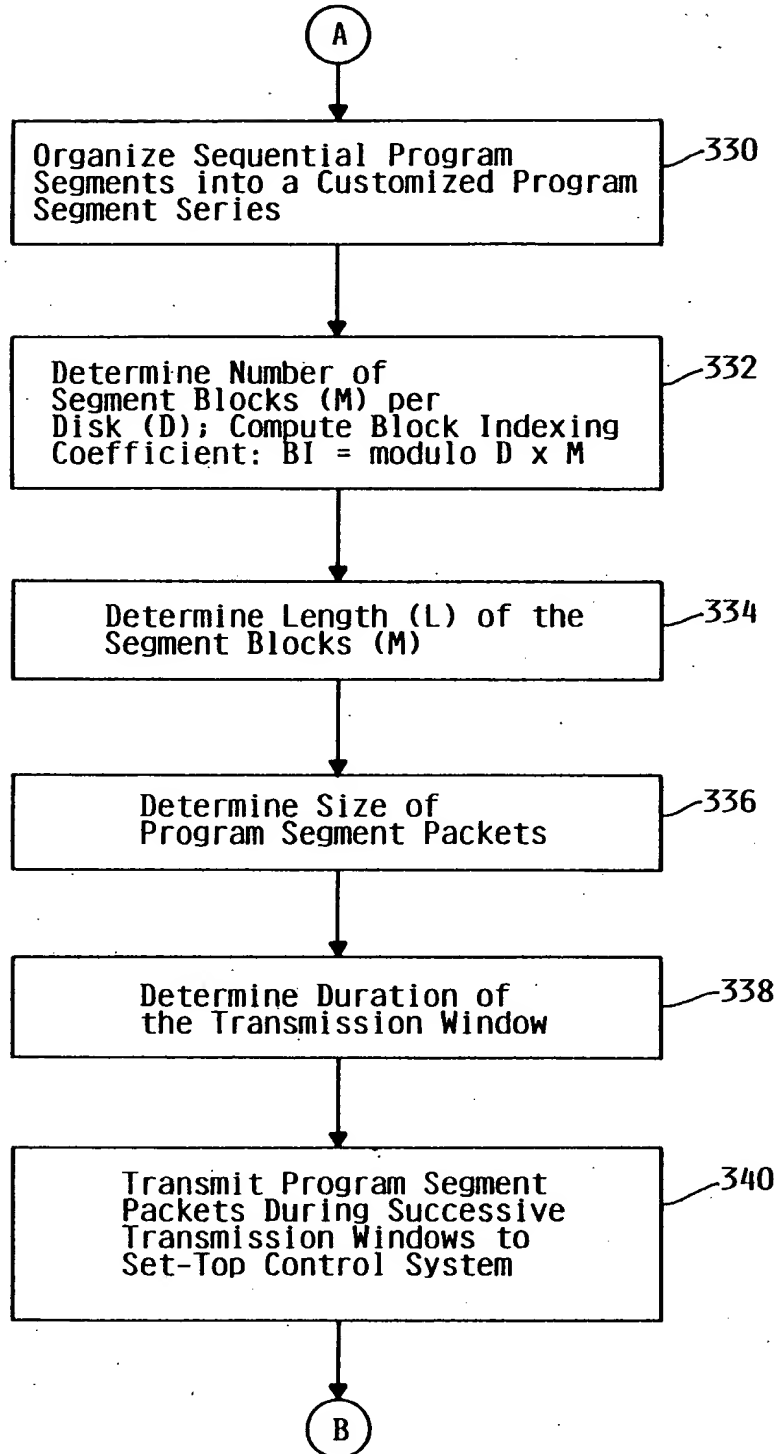 A
Organize Sequential Program
Segments into a Customized Program
Segment Series
330
Determine Number of
Segment Blocks (M) per
Disk (D); Compute Block Indexing
Coefficient: BI = modulo D x M
332
Determine Length (L) of the
Segment Blocks (M)
334
Determine Size of
Program Segment Packets
336
Determine Duration of
the Transmission Window
338
Transmit Program Segment
Packets During Successive
Transmission Windows to
Set-Top Control System
340
B